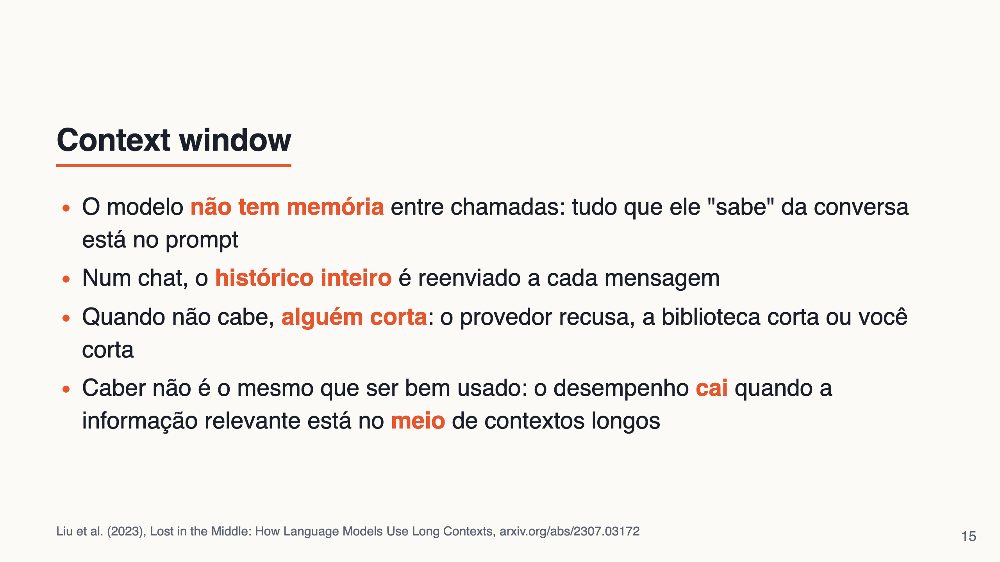 Context window
• O modelo não tem memória entre chamadas: tudo que ele "sabe" da conversa
está no prompt
• Num chat, o histórico inteiro é reenviado a cada mensagem
• Quando não cabe, alguém corta: o provedor recusa, a biblioteca corta ou você
corta
• Caber não é o mesmo que ser bem usado: o desempenho cai quando a
informação relevante está no meio de contextos longos
Liu et al. (2023), Lost in the Middle: How Language Models Use Long Contexts, arxiv.org/abs/2307.03172
15